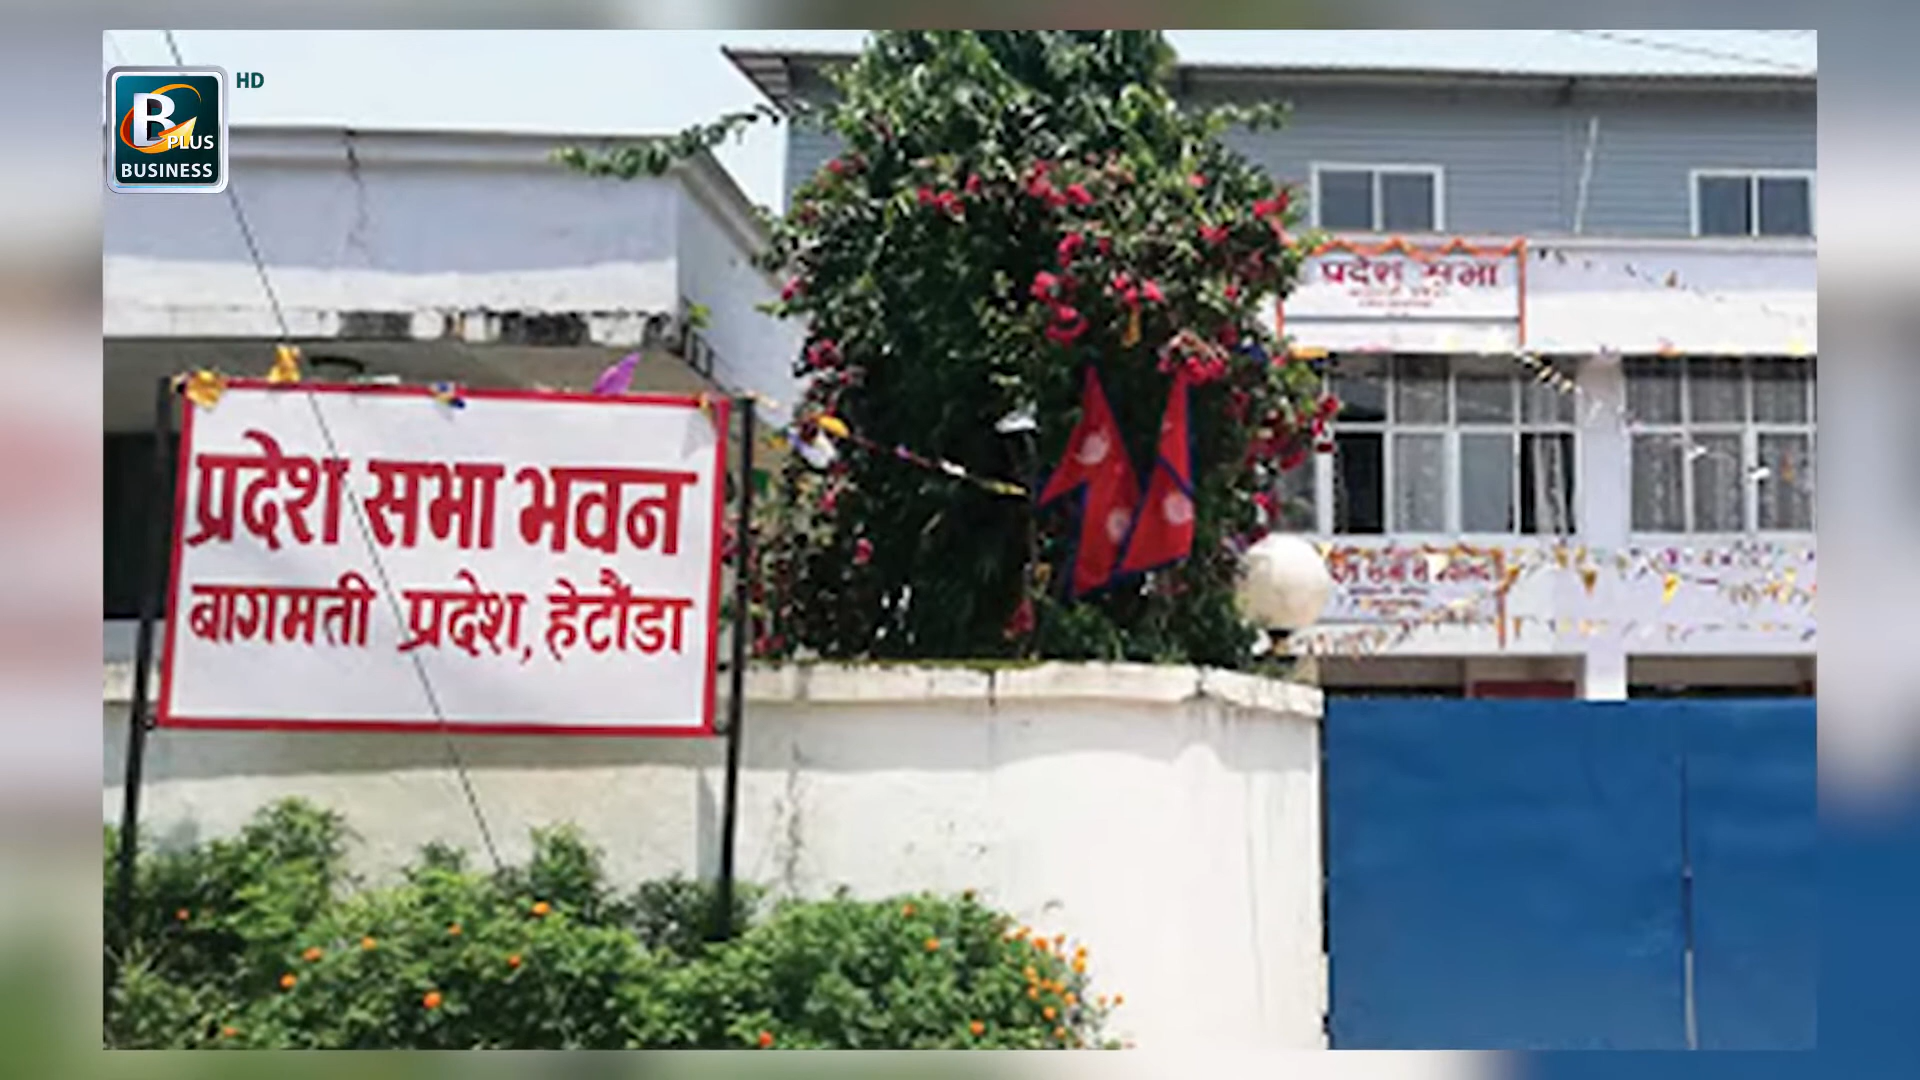 B
PLUS
BUSINESS
HD
प्रदेश सभा
प्रदेश सभा भवन
बागमती प्रदेश, हेटौंडा